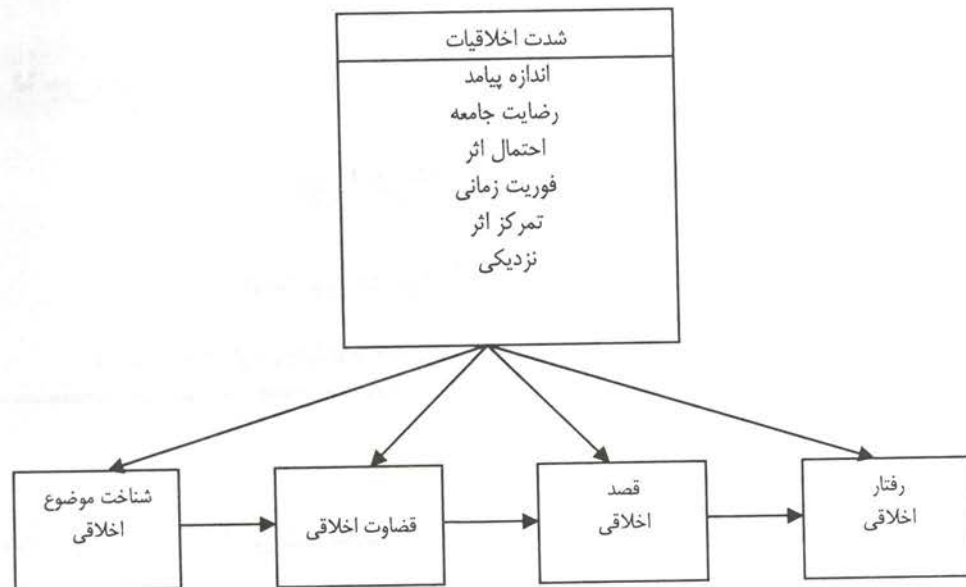 شدت اخلاقیات
اندازه پیامد
رضایت جامعه
احتمال اثر
فوریت زمانی
تمرکز اثر
نزدیکی
شناخت موضوع
اخلاقی
قضاوت اخلاقی
قصد
اخلاقی
رفتار
اخلاقی